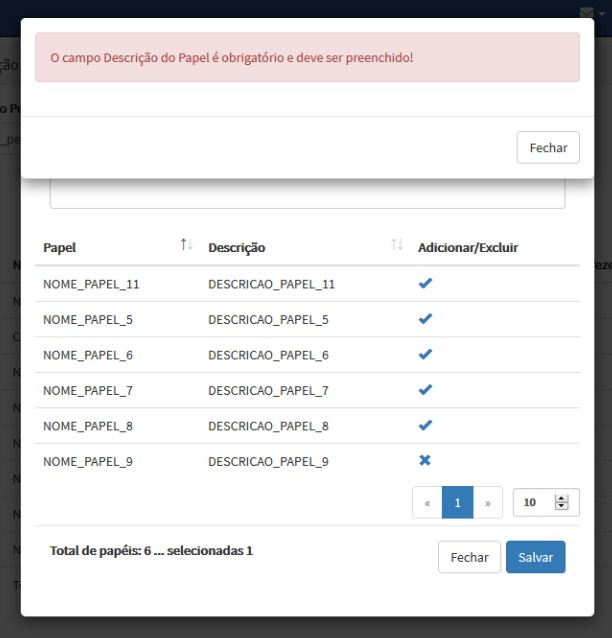 O campo Descrição do Papel é obrigatório e deve ser preenchido!
Fechar
Papel Descrição Adicionar/Excluir
NOME_PAPEL_11 DESCRICAO_PAPEL_11
NOME_PAPEL_5 DESCRICAO_PAPEL_5
NOME_PAPEL_6 DESCRICAO_PAPEL_6
NOME_PAPEL_7 DESCRICAO_PAPEL_7
NOME_PAPEL_8 DESCRICAO_PAPEL_8
NOME_PAPEL_9 DESCRICAO_PAPEL_9
« 1 » 10
Total de papéis: 6 ... selecionadas 1
Fechar Salvar